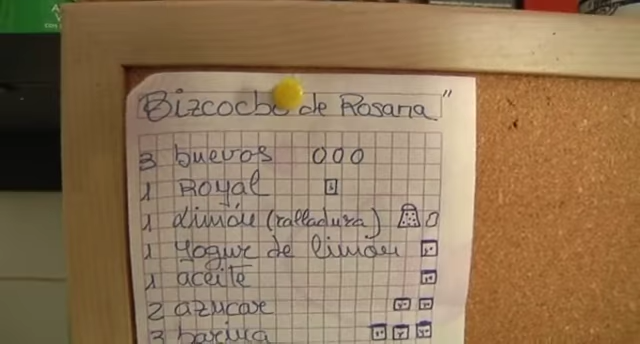 Bizcocho de Rosana"
3 huevos
1 Royal
1 Limón (ralladura)
1 Yogur de limón
1 aceite
2 azucar
3 harina